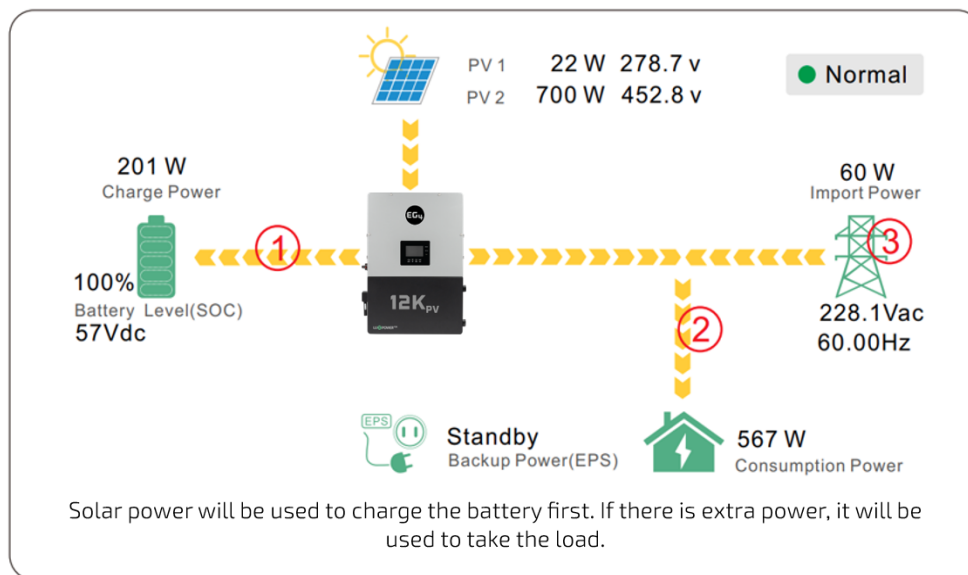 PV 1 22 W 278.7 v
PV 2 700 W 452.8 v
Normal
201 W
Charge Power
60 W
Import Power
EG4
1
3
100%
Battery Level(SOC)
57Vdc
12KPV
228.1Vac
60.00Hz
2
EPS
Standby
Backup Power(EPS)
567 W
Consumption Power
Solar power will be used to charge the battery first. If there is extra power, it will be
used to take the load.